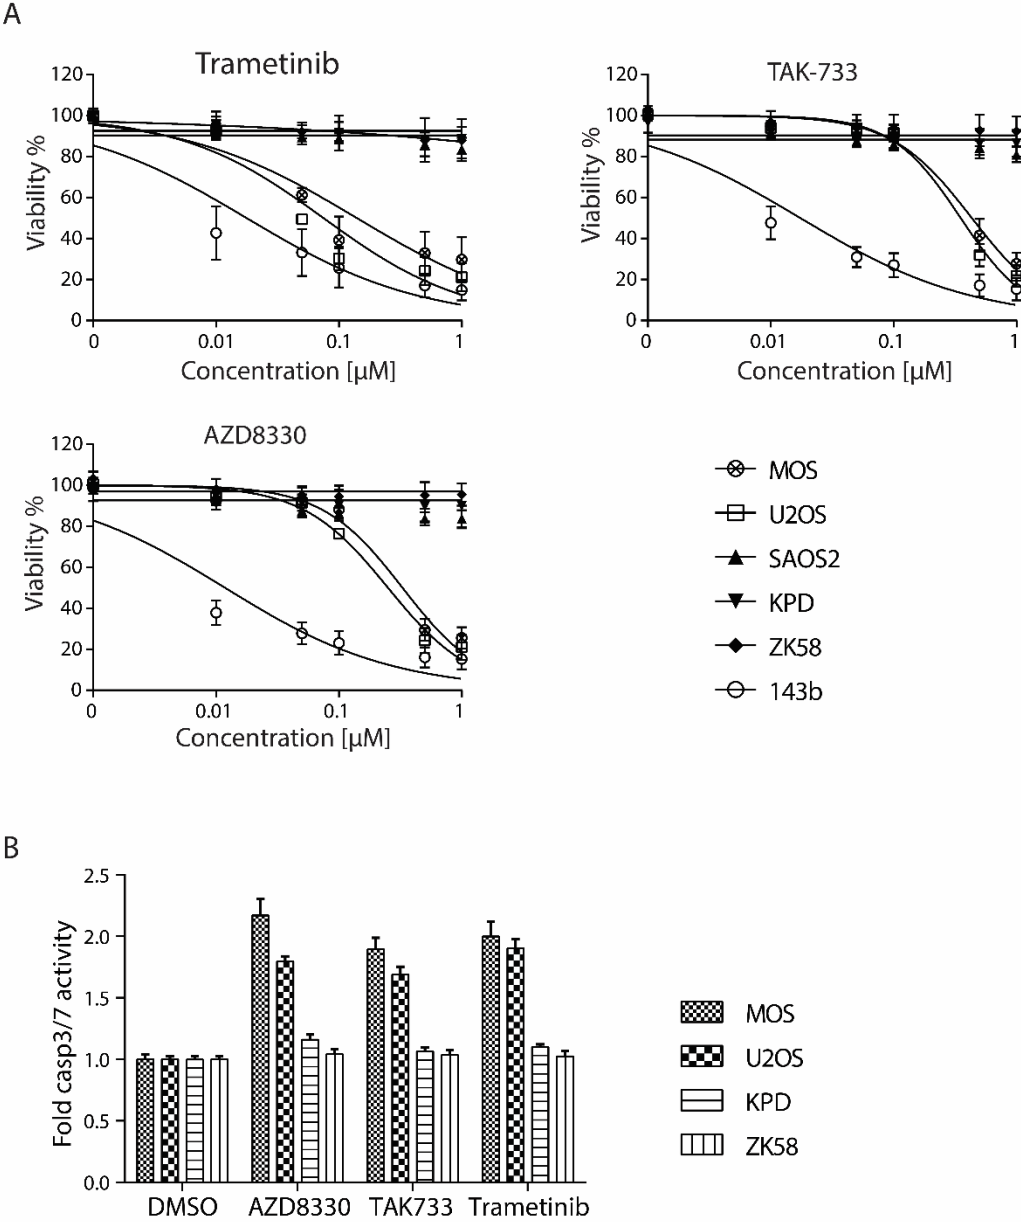 A
Trametinib
120
100
80
60
40
20
0
Viability %
0 0.01 0.1 1
Concentration [µM]
TAK-733
120
100
80
60
40
20
0
Viability %
0 0.01 0.1 1
Concentration [µM]
AZD8330
120
100
80
60
40
20
0
Viability %
0 0.01 0.1 1
Concentration [µM]
MOS
U2OS
SAOS2
KPD
ZK58
143b
B
2.5
2.0
1.5
1.0
0.5
0.0
Fold casp3/7 activity
DMSO AZD8330 TAK733 Trametinib
MOS
U2OS
KPD
ZK58